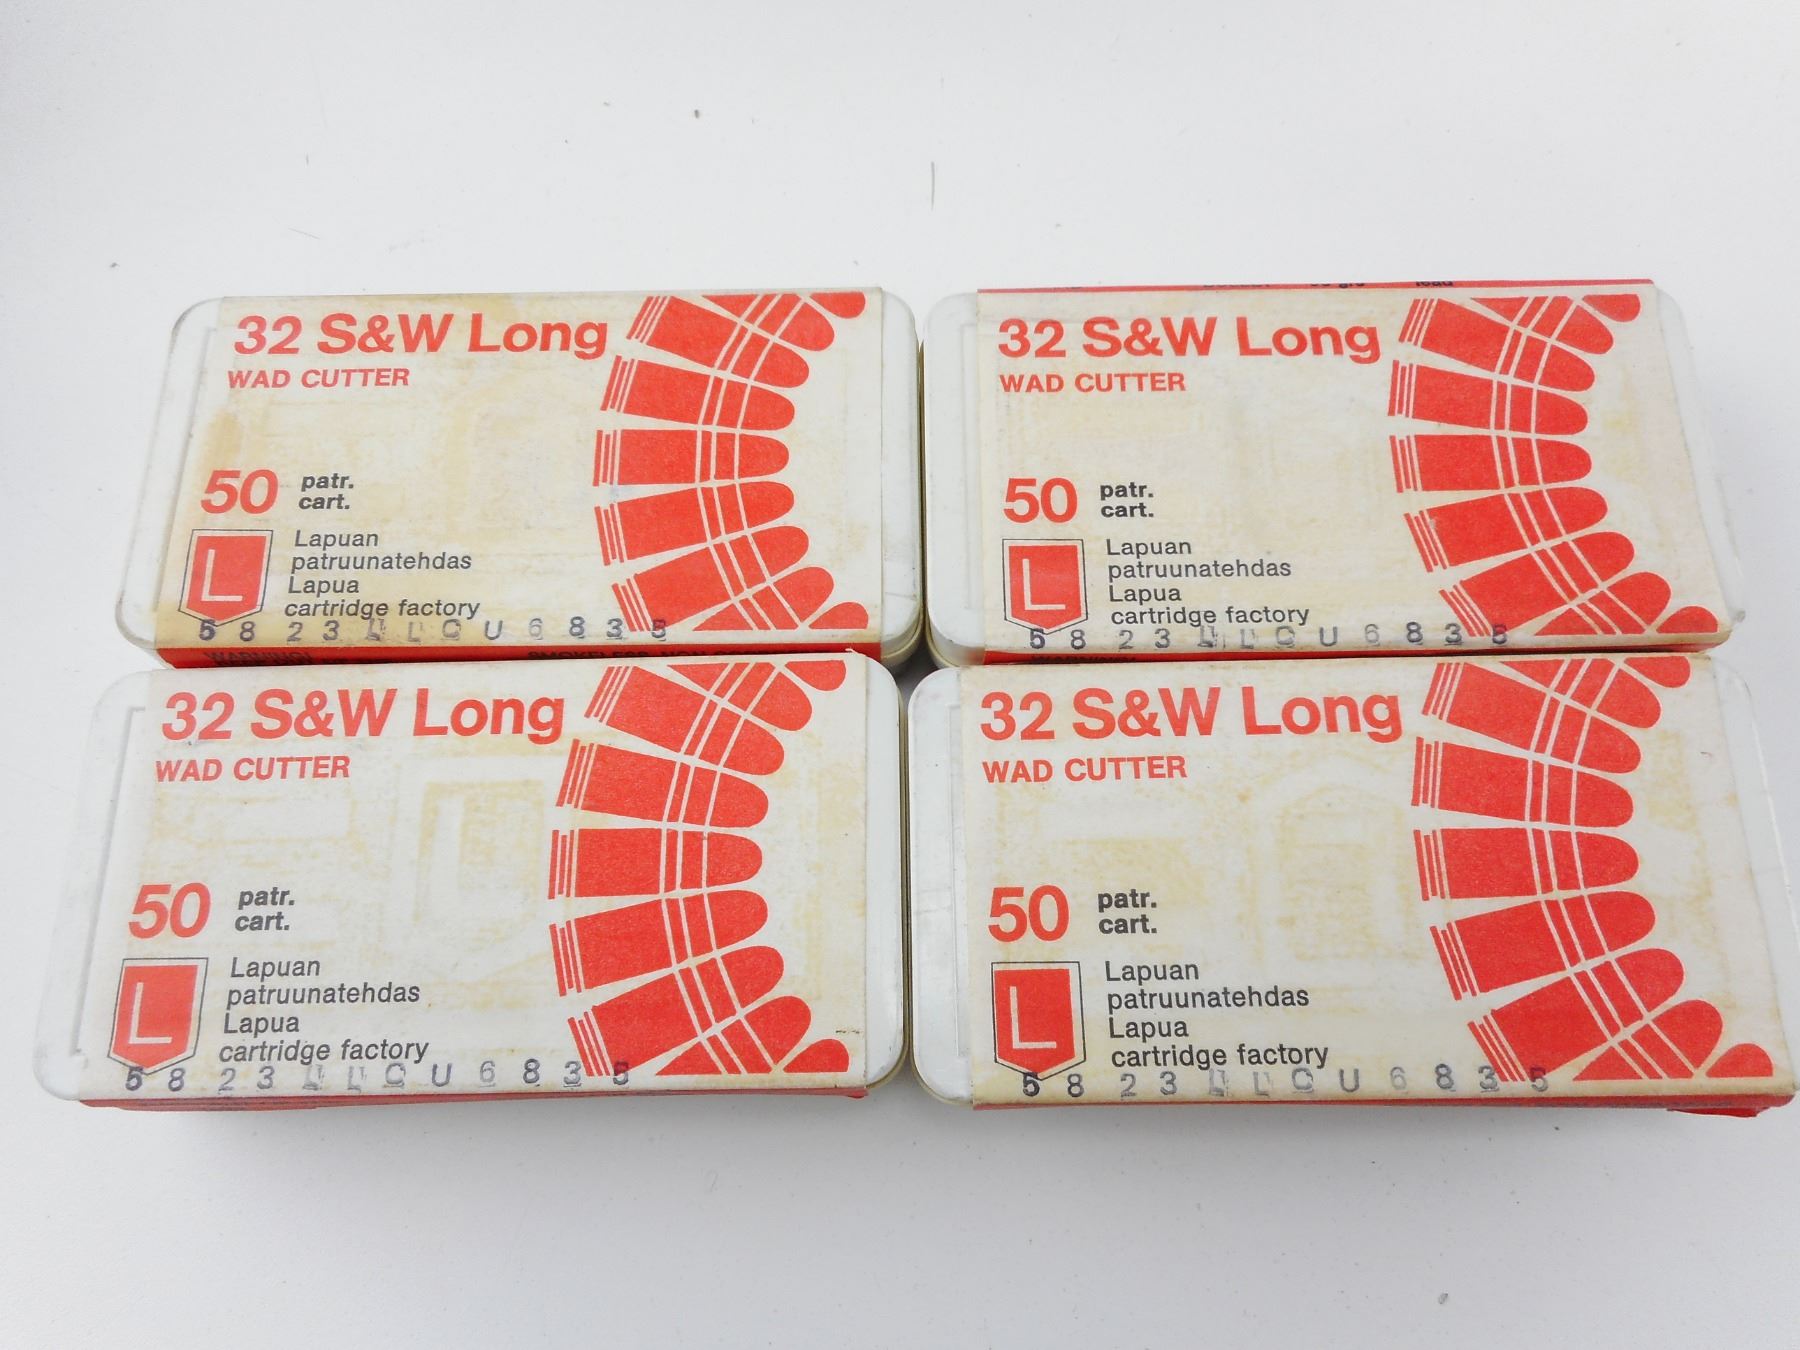 32 S&W Long
WAD CUTTER
50 patr.
cart.
L
Lapuan
patruunatehdas
Lapua
cartridge factory
WARNING!
32 S&W Long
WAD CUTTER
50 patr.
cart.
L
Lapuan
patruunatehdas
Lapua
cartridge factory
32 S&W Long
WAD CUTTER
50 patr.
cart.
L
Lapuan
patruunatehdas
Lapua
cartridge factory
32 S&W Long
WAD CUTTER
50 patr.
cart.
L
Lapuan
patruunatehdas
Lapua
cartridge factory